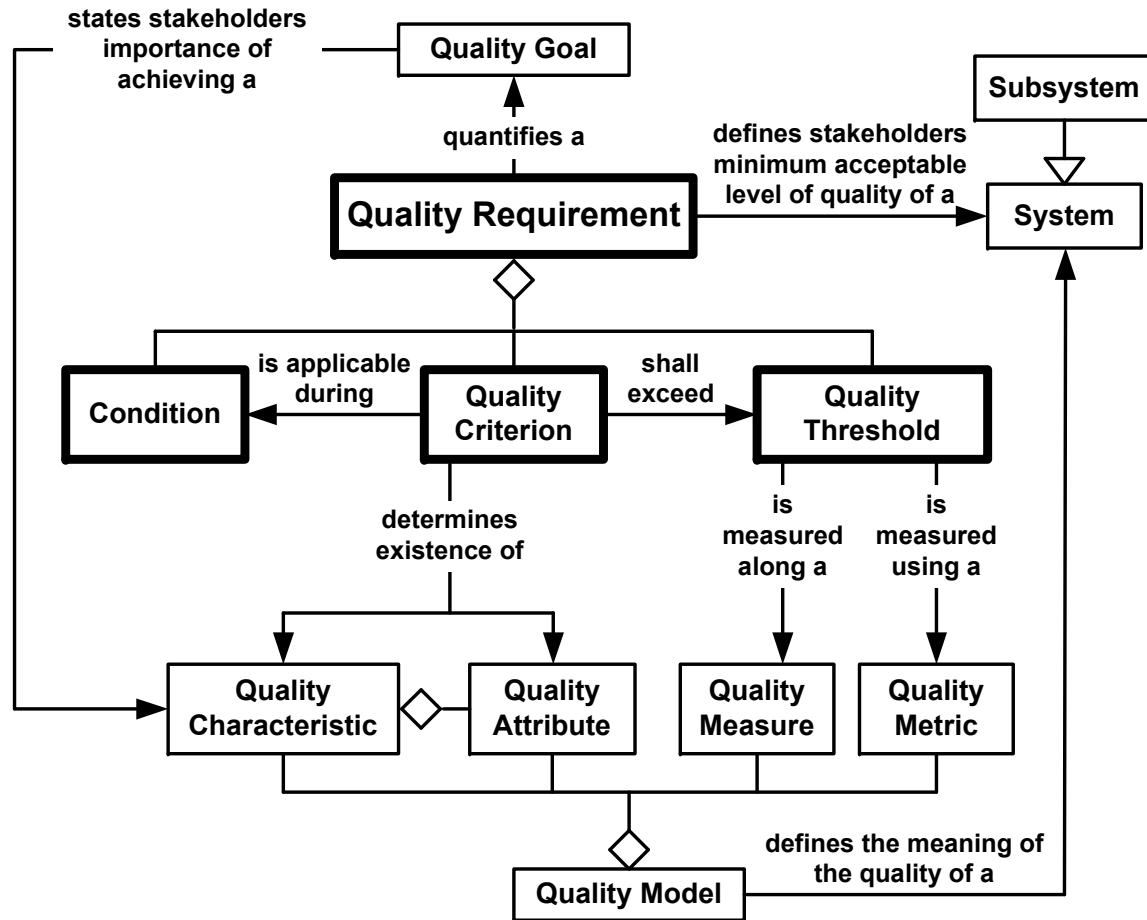 states stakeholders
importance of
achieving a
Quality Goal
Subsystem
quantifies a
defines stakeholders
minimum acceptable
level of quality of a
Quality Requirement
System
is applicable
during
shall
exceed
Condition
Quality
Criterion
Quality
Threshold
determines
existence of
is
measured
along a
is
measured
using a
Quality
Characteristic
Quality
Attribute
Quality
Measure
Quality
Metric
defines the meaning of
the quality of a
Quality Model